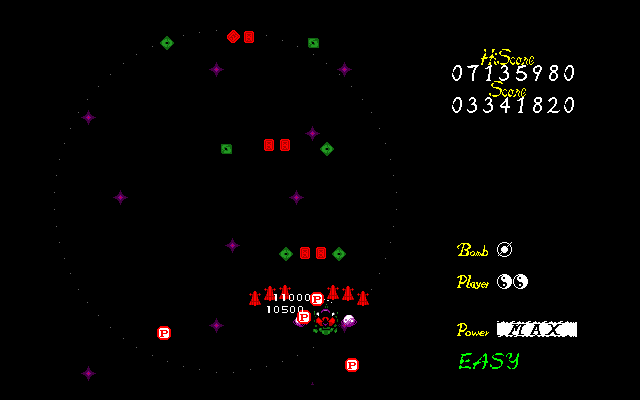 HiScore
07135980
Score
03341820
Bomb
Player
11000 P
P
10500
P
Power MAX
EASY
P